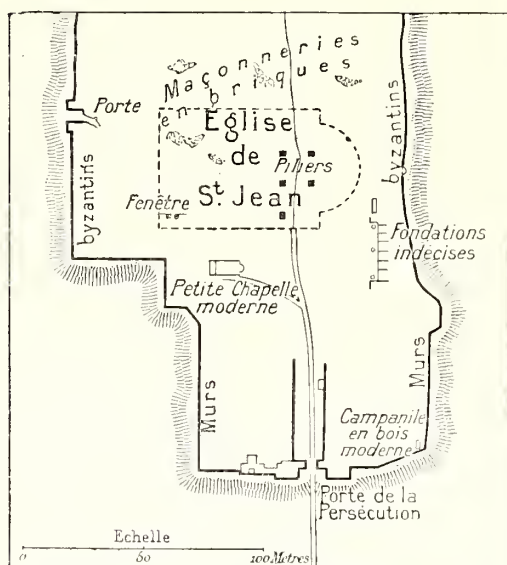 Maçonneries
en briques
Porte
byzantins
Eglise
de
St. Jean
Piliers
Fenêtre
byzantins
Fondations
indécises
Petite Chapelle
moderne
Murs
Murs
Campanile
en bois
moderne
Porte de la
Persécution
Echelle
0 50 100 Mètres